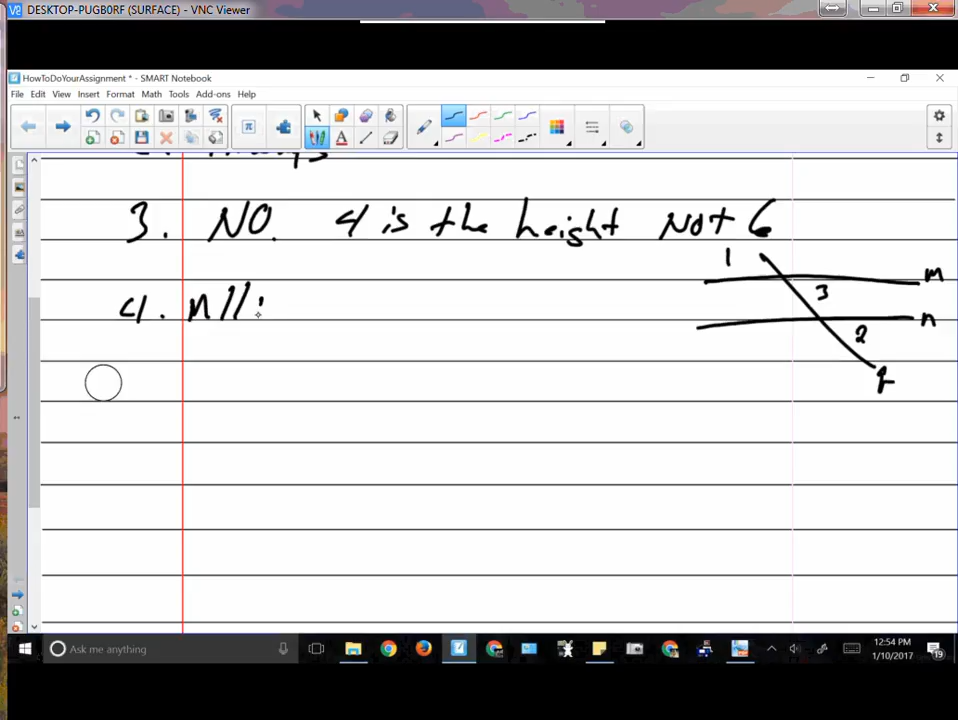 DESKTOP-PUGB0RF (SURFACE) - VNC Viewer
HowToDoYourAssignment * - SMART Notebook
File Edit View Insert Format Math Tools Add-ons Help
3. NO. 4 is the height Not 6
1
m
3
4. m //
n
2
q
Ask me anything
12:54 PM
1/10/2017
19